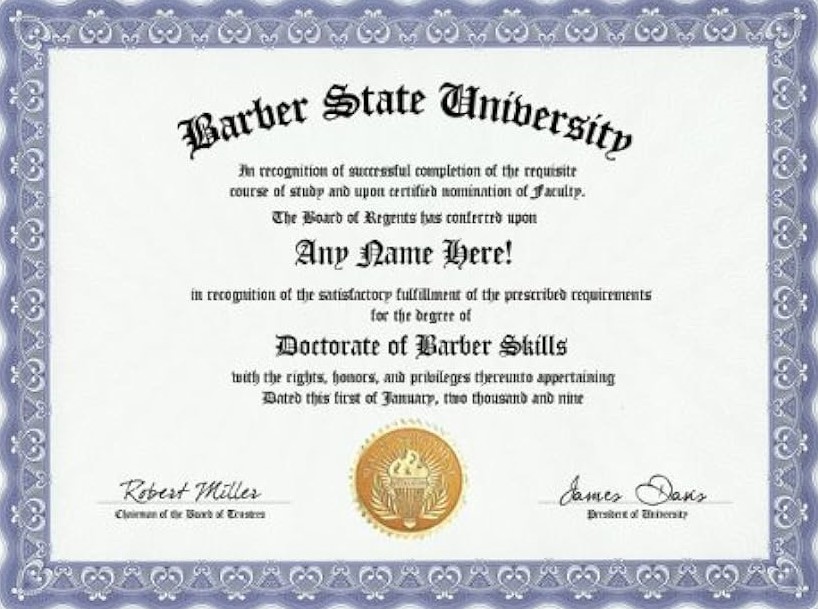 Barber State University
In recognition of successful completion of the requisite
course of study and upon certified nomination of Faculty.
The Board of Regents has conferred upon
Any Name Here!
in recognition of the satisfactory fulfillment of the prescribed requirements
for the degree of
Doctorate of Barber Skills
with the rights, honors, and privileges thereunto appertaining
Dated this first of January, two thousand and nine
Robert Miller
Chairman of the Board of Trustees
James Davis
President of University